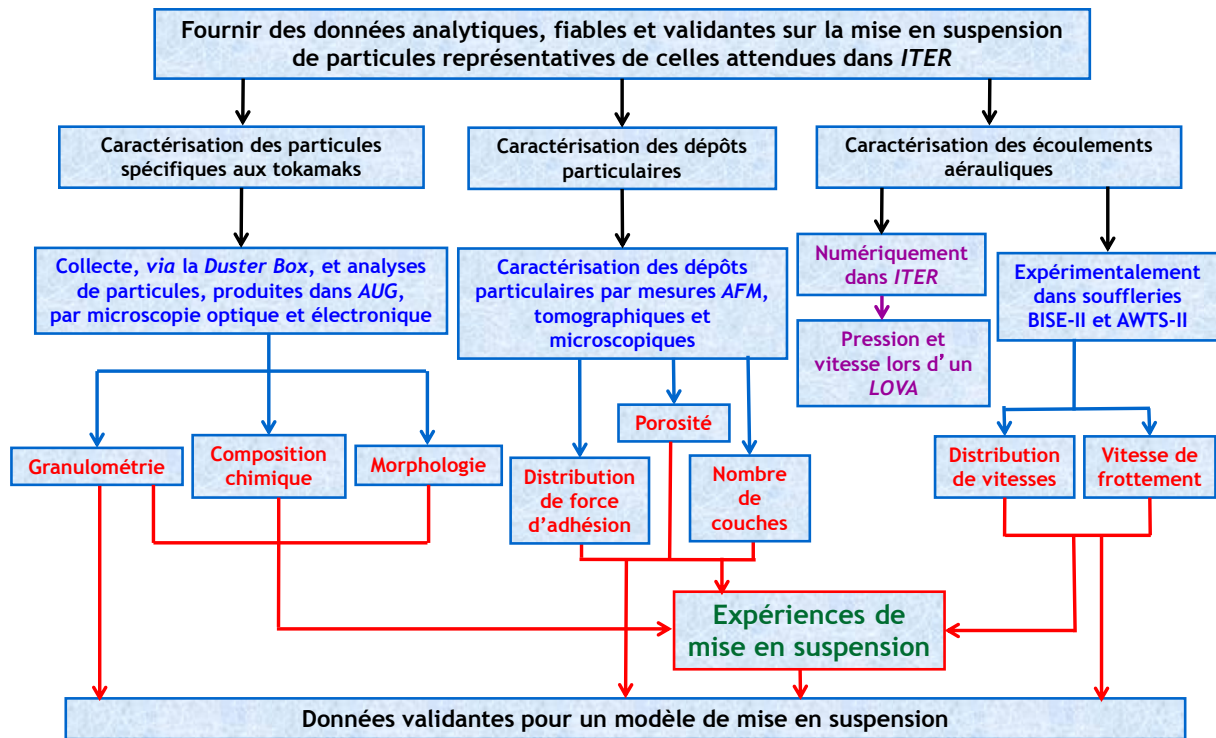 Fournir des données analytiques, fiables et validantes sur la mise en suspension
de particules représentatives de celles attendues dans ITER
Caractérisation des particules
spécifiques aux tokamaks
Caractérisation des dépôts
particulaires
Caractérisation des écoulements
aérauliques
Collecte, via la Duster Box, et analyses
de particules, produites dans AUG,
par microscopie optique et électronique
Caractérisation des dépôts
particulaires par mesures AFM,
tomographiques et
microscopiques
Numériquement
dans ITER
Expérimentalement
dans souffleries
BISE-II et AWTS-II
Pression et
vitesse lors d'un
LOVA
Granulométrie
Composition
chimique
Morphologie
Distribution
de force
d'adhésion
Porosité
Nombre
de
couches
Distribution
de vitesses
Vitesse de
frottement
Expériences de
mise en suspension
Données validantes pour un modèle de mise en suspension